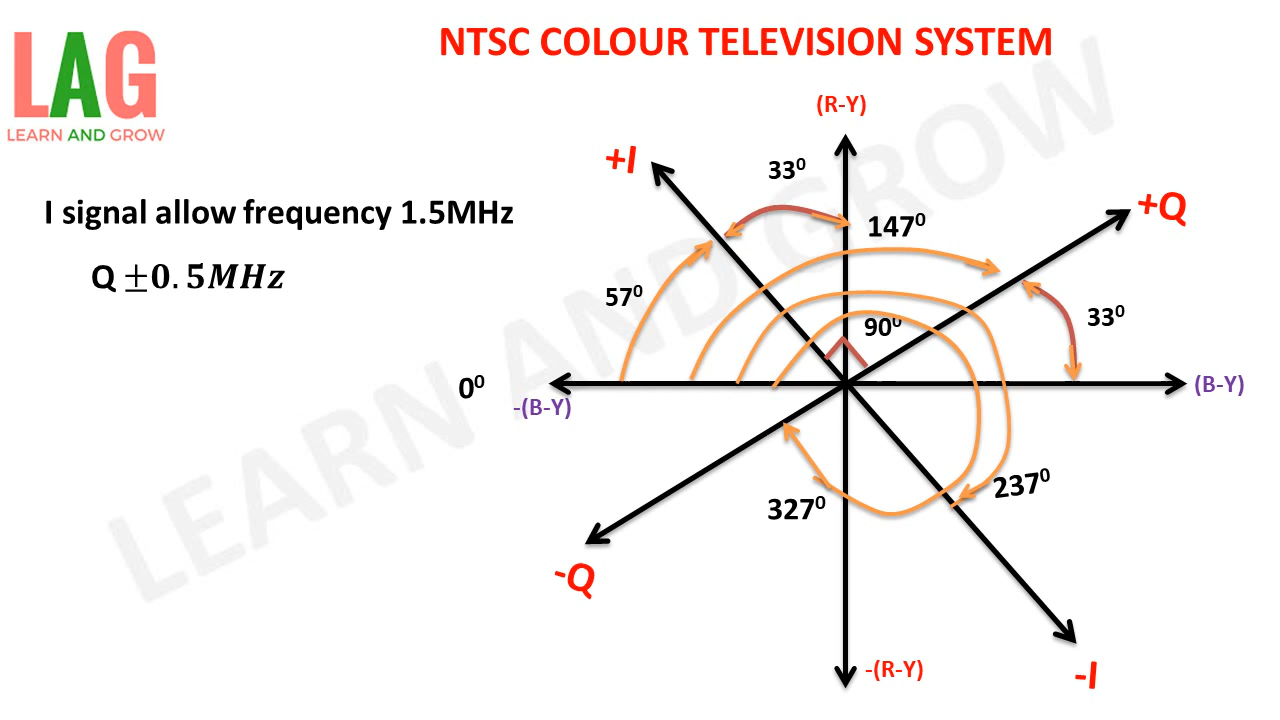 LAG
LEARN AND GROW
NTSC COLOUR TELEVISION SYSTEM
(R-Y)
+I
33⁰
+Q
I signal allow frequency 1.5MHz
147⁰
Q ±0.5MHz
57⁰
90⁰
33⁰
0⁰
-(B-Y)
(B-Y)
237⁰
327⁰
-Q
-(R-Y)
-I
LEARN AND GROW